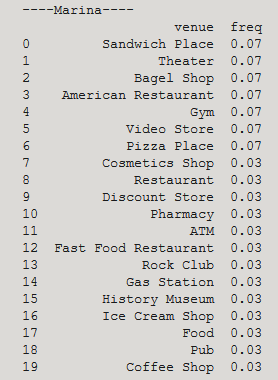 ----Marina----
venue freq
0 Sandwich Place 0.07
1 Theater 0.07
2 Bagel Shop 0.07
3 American Restaurant 0.07
4 Gym 0.07
5 Video Store 0.07
6 Pizza Place 0.07
7 Cosmetics Shop 0.03
8 Restaurant 0.03
9 Discount Store 0.03
10 Pharmacy 0.03
11 ATM 0.03
12 Fast Food Restaurant 0.03
13 Rock Club 0.03
14 Gas Station 0.03
15 History Museum 0.03
16 Ice Cream Shop 0.03
17 Food 0.03
18 Pub 0.03
19 Coffee Shop 0.03